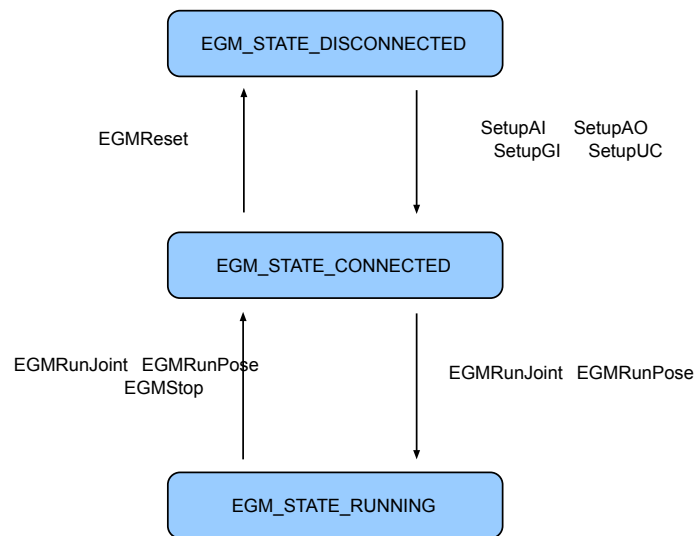 EGM_STATE_DISCONNECTED
EGMReset
SetupAI SetupAO
SetupGI SetupUC
EGM_STATE_CONNECTED
EGMRunJoint EGMRunPose
EGMStop
EGMRunJoint EGMRunPose
EGM_STATE_RUNNING